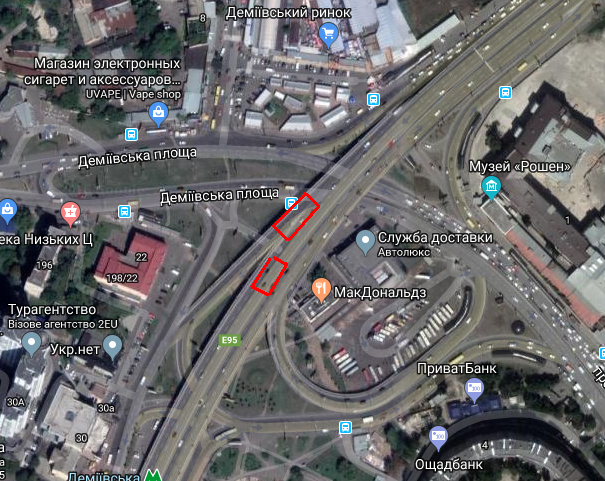 8
Деміївський ринок
Магазин электронных
сигарет и аксессуаров...
UVAPE | Vape shop
Деміївська площа
Музей «Рошен»
Деміївська площа
ека Низьких Ц
1
196
22
198/22
Служба доставки
Автолюкс
МакДональдз
Турагентство
Візове агентство 2EU
E95
Укр.нет
ПриватБанк
30А
30а
30
4
Ощадбанк
а
5
Деміївська